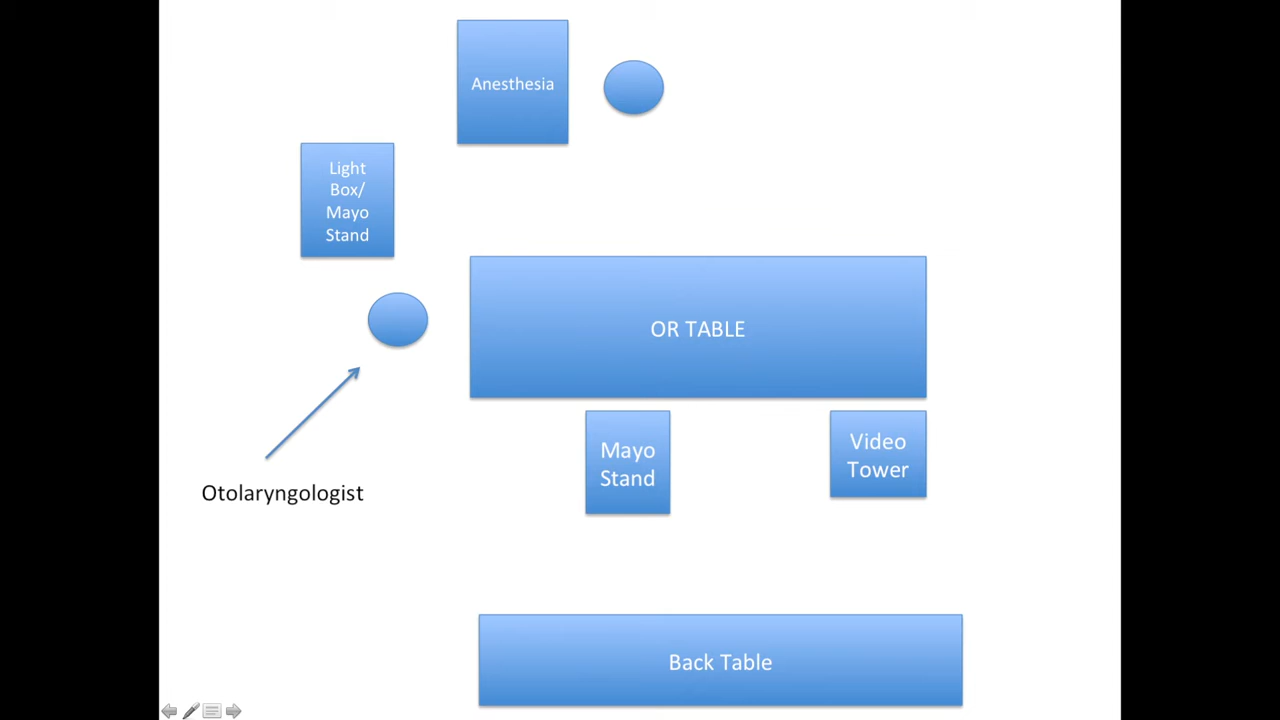 Anesthesia
Light
Box/
Mayo
Stand
OR TABLE
Mayo
Stand
Video
Tower
Otolaryngologist
Back Table